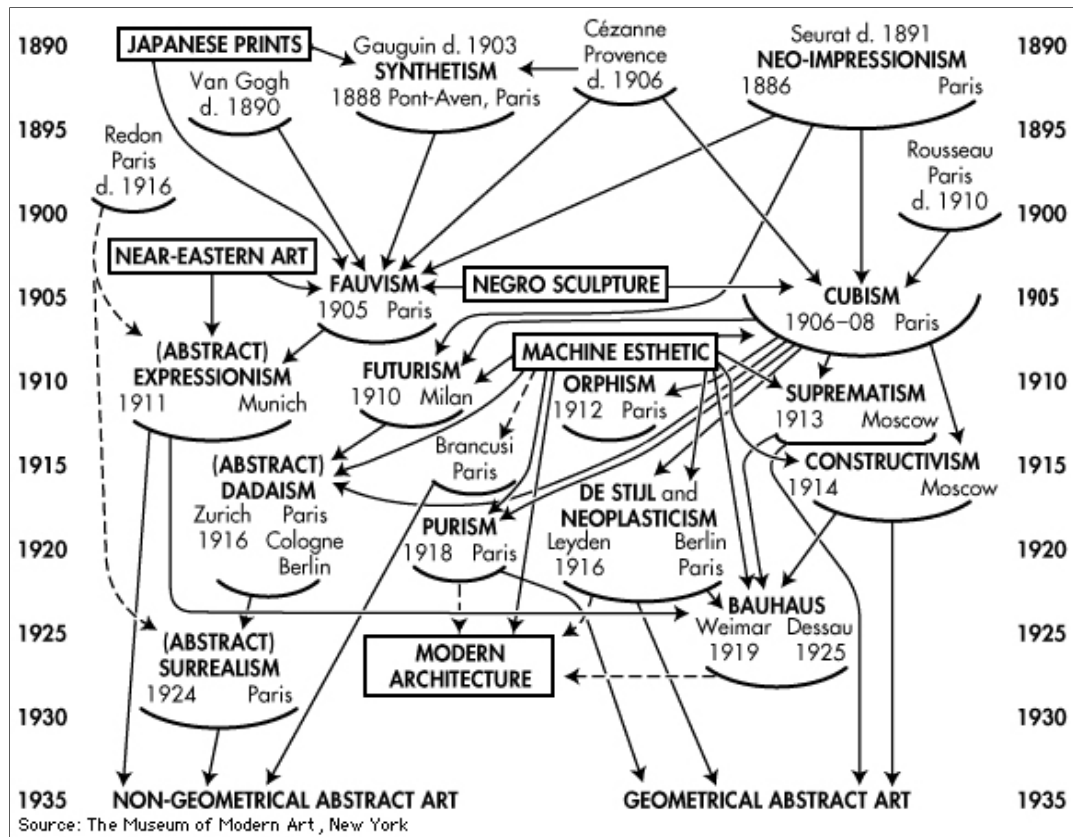 1890
JAPANESE PRINTS
Gauguin d. 1903
SYNTHETISM
1888 Pont-Aven, Paris
Cézanne
Provence
d. 1906
Seurat d. 1891
NEO-IMPRESSIONISM
1886 Paris
1890
Van Gogh
d. 1890
1895
1895
Redon
Paris
d. 1916
Rousseau
Paris
d. 1910
1900
1900
NEAR-EASTERN ART
FAUVISM
1905 Paris
NEGRO SCULPTURE
CUBISM
1906–08 Paris
1905
1905
(ABSTRACT)
EXPRESSIONISM
1911 Munich
FUTURISM
1910 Milan
MACHINE ESTHETIC
ORPHISM
1912 Paris
SUPREMATISM
1913 Moscow
1910
1910
Brancusi
Paris
(ABSTRACT)
DADAISM
Zurich Paris
1916 Cologne
Berlin
CONSTRUCTIVISM
1914 Moscow
1915
1915
PURISM
1918 Paris
DE STIJL and
NEOPLASTICISM
Leyden Berlin
1916 Paris
1920
1920
BAUHAUS
Weimar Dessau
1919 1925
1925
1925
(ABSTRACT)
SURREALISM
1924 Paris
MODERN
ARCHITECTURE
1930
1930
1935
NON-GEOMETRICAL ABSTRACT ART
GEOMETRICAL ABSTRACT ART
1935
Source: The Museum of Modern Art, New York